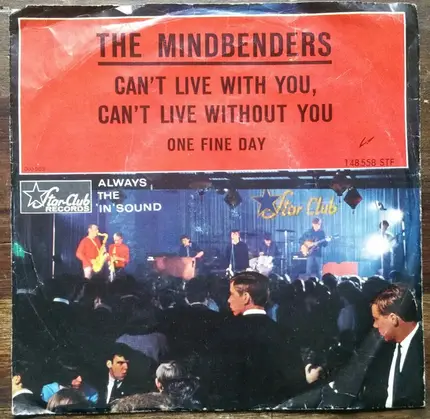 THE MINDBENDERS
CAN'T LIVE WITH YOU,
CAN'T LIVE WITHOUT YOU
ONE FINE DAY
148.558 STF
Star-Club
RECORDS
ALWAYS
THE
'IN' SOUND
Star-Club